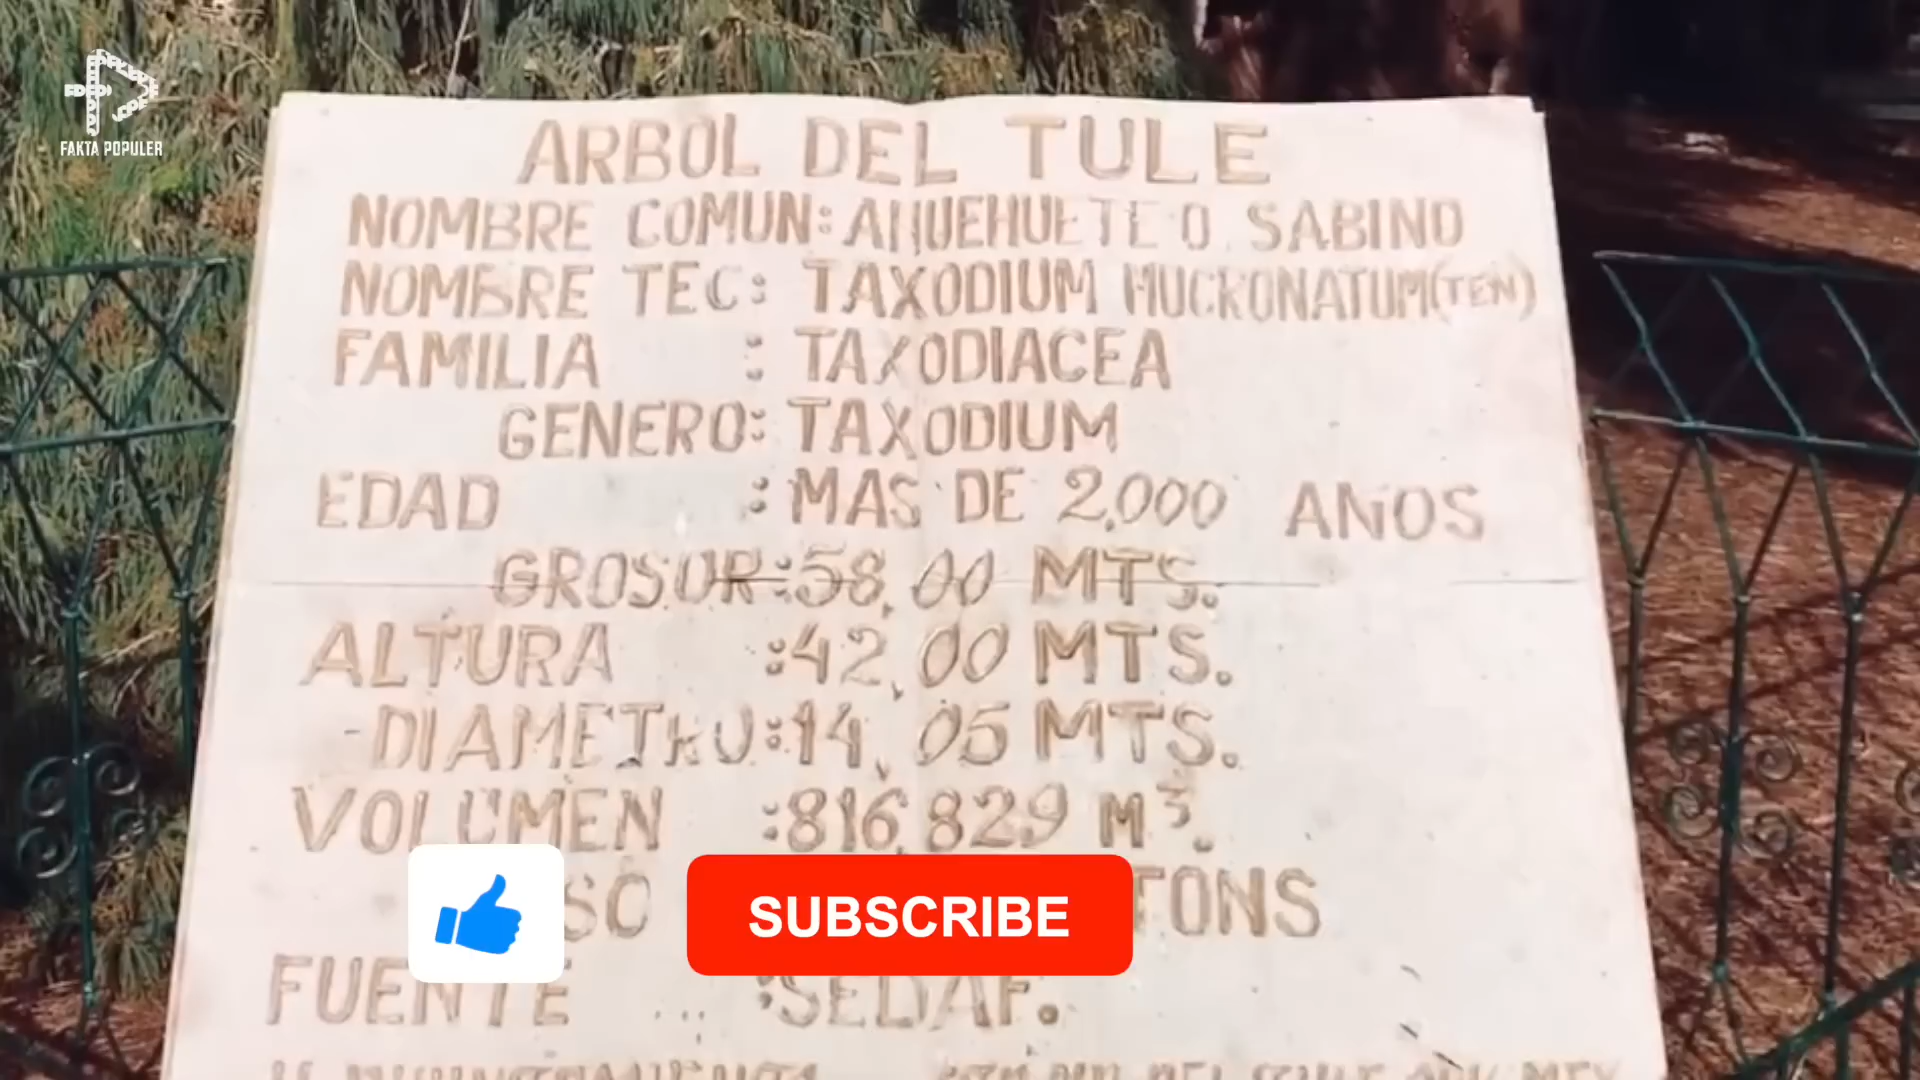 FAKTA POPULER
ARBOL DEL TULE
NOMBRE COMUN: AHUEHUETE O SABINO
NOMBRE TEC: TAXODIUM MUCRONATUM(TEN)
FAMILIA : TAXODIACEA
GENERO: TAXODIUM
EDAD : MAS DE 2,000 AÑOS
GROSOR:58,00 MTS.
ALTURA :42,00 MTS.
-DIAMETRO:14,05 MTS.
VOLUMEN :816,829 M³.
SO TONS
SUBSCRIBE
FUENTE ... :SEDAF.